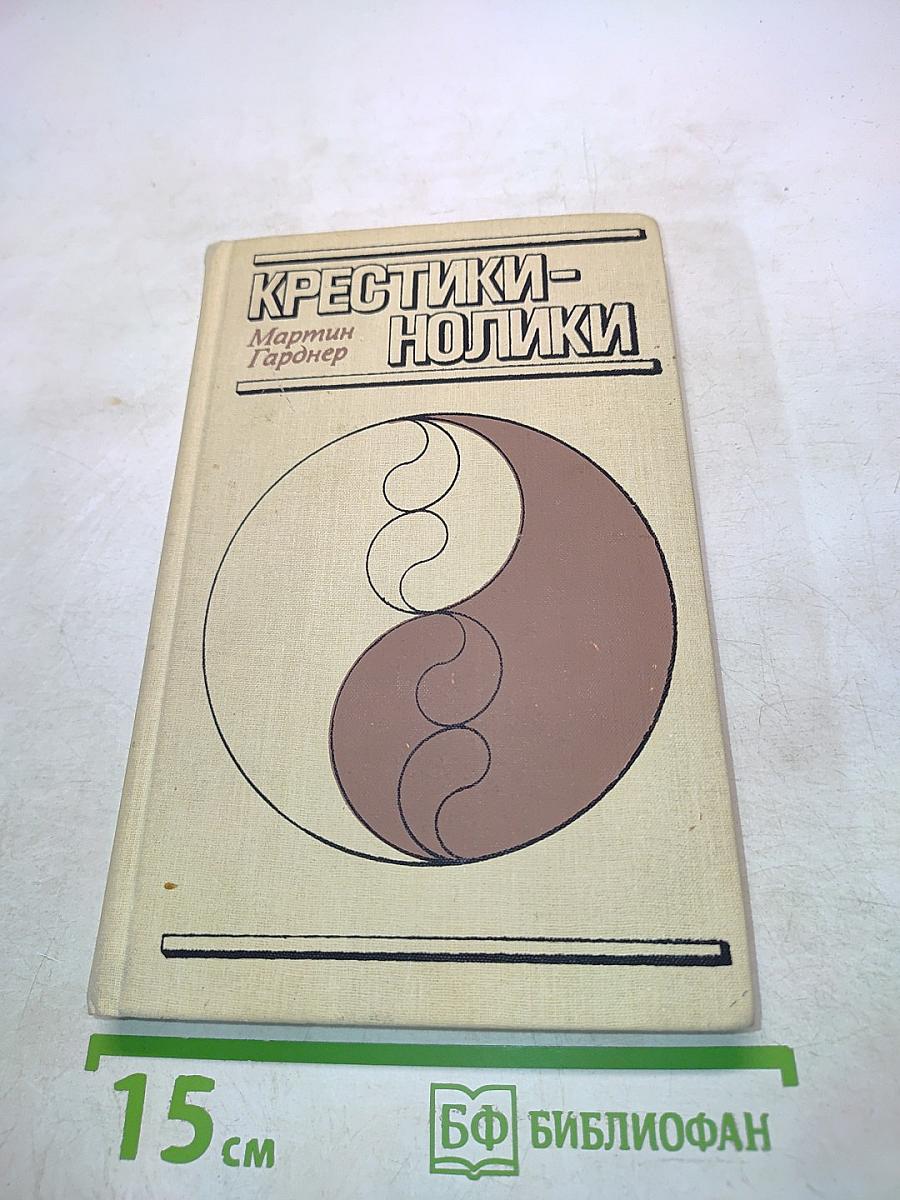 КРЕСТИКИ-
НОЛИКИ
Мартин
Гарднер
15 см
БФ БИБЛИОФАН